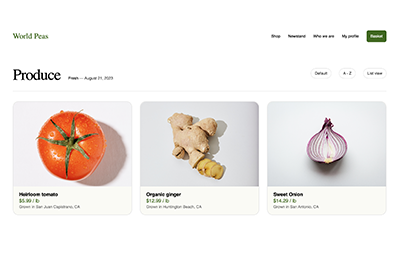 World Peas
Shop
Newstand
Who we are
My profile
Basket
Produce
Fresh — August 21, 2023
Default
A - Z
List view
Heirloom tomato
$5.99 / lb
Grown in San Juan Capistrano, CA
Organic ginger
$12.99 / lb
Grown in Huntington Beach, CA
Sweet Onion
$14.29 / lb
Grown in San Antonio, CA